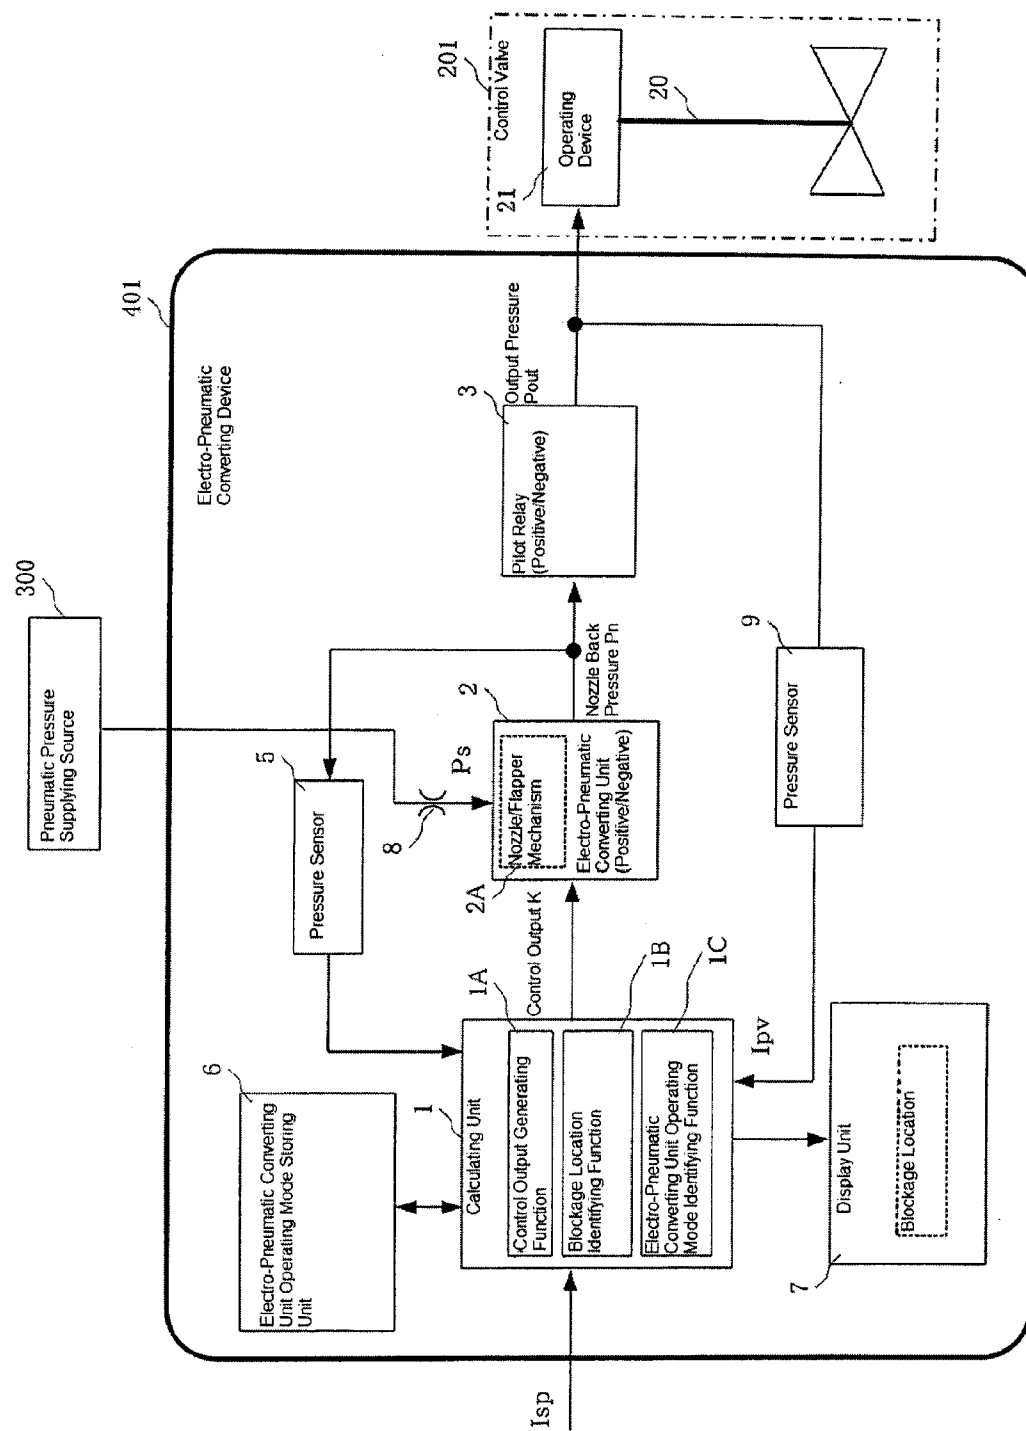 300
Pneumatic Pressure
Supplying Source
401
Electro-Pneumatic
Converting Device
201
Control Valve
6
Electro-Pneumatic Converting
Unit Operating Mode Storing
Unit
5
Pressure Sensor
8
Ps
1
Calculating Unit
1A
Control Output Generating
Function
1B
Blockage Location
Identifying Function
1C
Electro-Pneumatic
Converting Unit Operating
Mode Identifying Function
Isp
Control Output K
2
2A
Nozzle/Flapper
Mechanism
Electro-Pneumatic
Converting Unit
(Positive/Negative)
Nozzle Back
Pressure Pn
3
Pilot Relay
(Positive/Negative)
Output Pressure
Pout
21
Operating
Device
20
Ipv
9
Pressure Sensor
7
Display Unit
Blockage Location